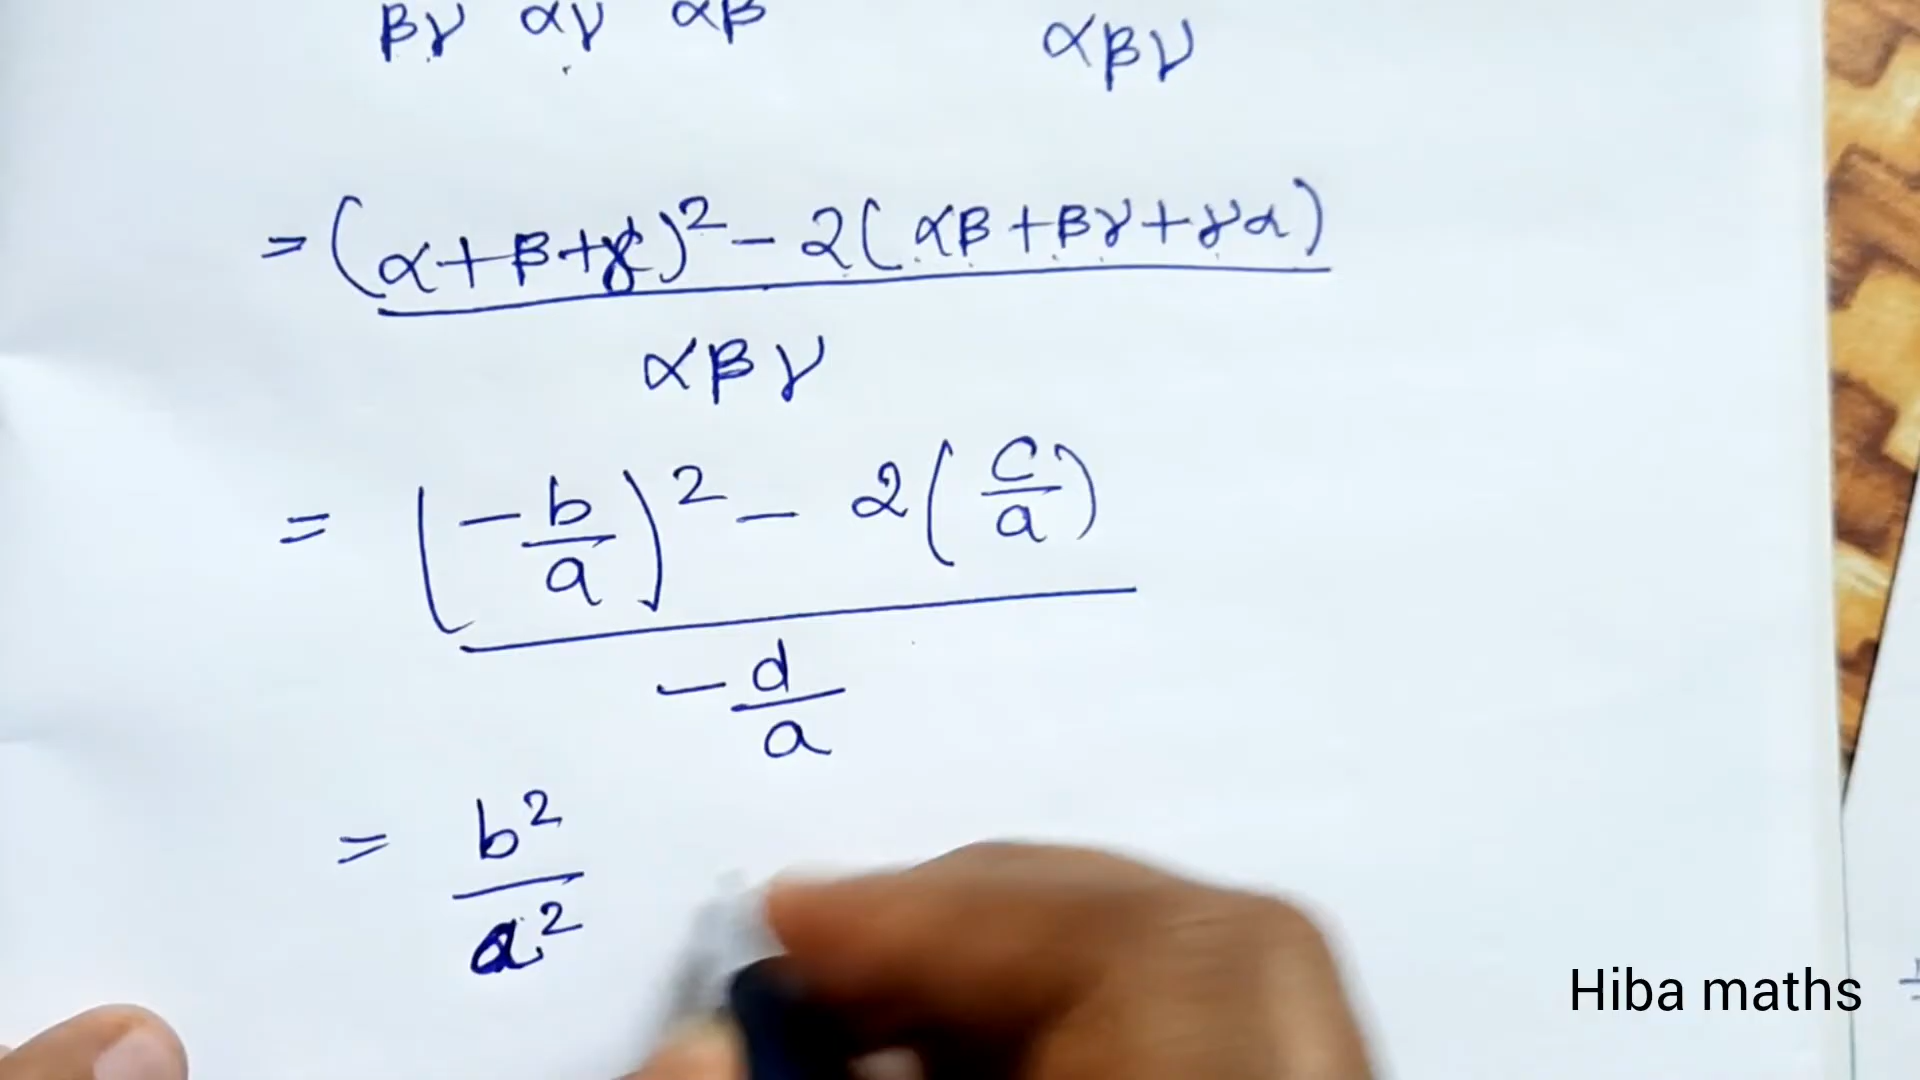 βγ αγ αβ αβγ
= (α+β+γ)² - 2(αβ+βγ+γα)
αβγ
= (-b/a)² - 2(c/a)
-d/a
= b²
a²
Hiba maths